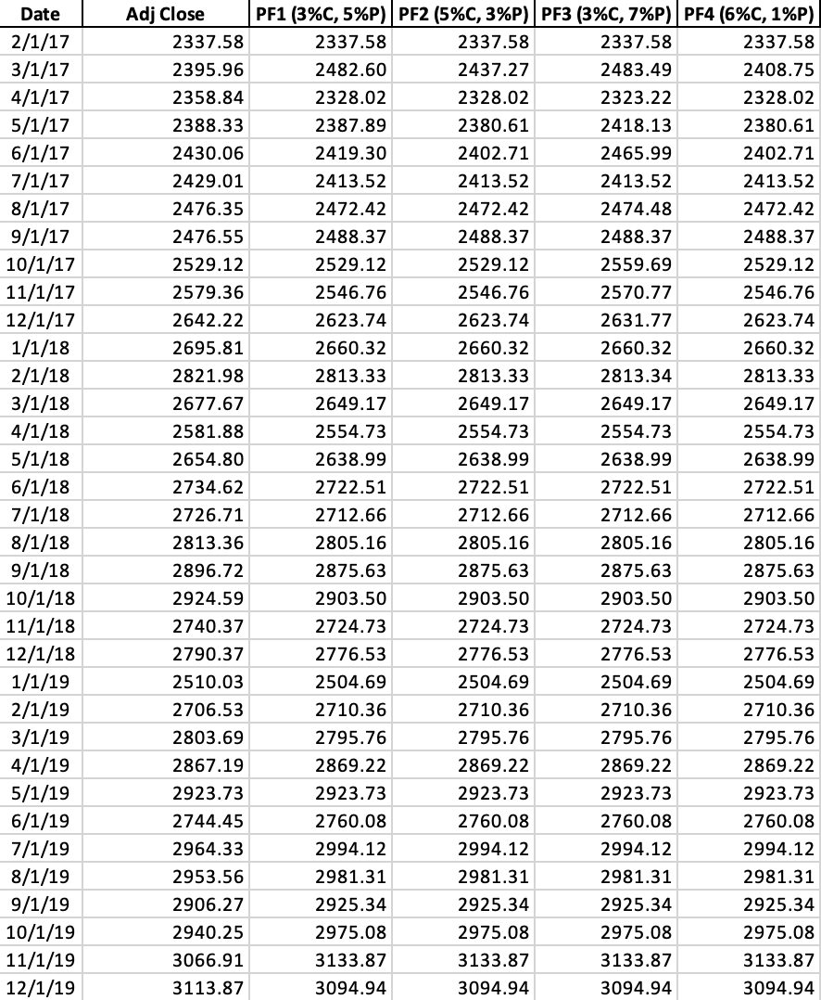 Date Adj Close PF1 (3%C, 5%P) PF2 (5%C, 3%P) PF3 (3%C, 7%P) PF4 (6%C, 1%P)
2/1/17 2337.58 2337.58 2337.58 2337.58 2337.58
3/1/17 2395.96 2482.60 2437.27 2483.49 2408.75
4/1/17 2358.84 2328.02 2328.02 2323.22 2328.02
5/1/17 2388.33 2387.89 2380.61 2418.13 2380.61
6/1/17 2430.06 2419.30 2402.71 2465.99 2402.71
7/1/17 2429.01 2413.52 2413.52 2413.52 2413.52
8/1/17 2476.35 2472.42 2472.42 2474.48 2472.42
9/1/17 2476.55 2488.37 2488.37 2488.37 2488.37
10/1/17 2529.12 2529.12 2529.12 2559.69 2529.12
11/1/17 2579.36 2546.76 2546.76 2570.77 2546.76
12/1/17 2642.22 2623.74 2623.74 2631.77 2623.74
1/1/18 2695.81 2660.32 2660.32 2660.32 2660.32
2/1/18 2821.98 2813.33 2813.33 2813.34 2813.33
3/1/18 2677.67 2649.17 2649.17 2649.17 2649.17
4/1/18 2581.88 2554.73 2554.73 2554.73 2554.73
5/1/18 2654.80 2638.99 2638.99 2638.99 2638.99
6/1/18 2734.62 2722.51 2722.51 2722.51 2722.51
7/1/18 2726.71 2712.66 2712.66 2712.66 2712.66
8/1/18 2813.36 2805.16 2805.16 2805.16 2805.16
9/1/18 2896.72 2875.63 2875.63 2875.63 2875.63
10/1/18 2924.59 2903.50 2903.50 2903.50 2903.50
11/1/18 2740.37 2724.73 2724.73 2724.73 2724.73
12/1/18 2790.37 2776.53 2776.53 2776.53 2776.53
1/1/19 2510.03 2504.69 2504.69 2504.69 2504.69
2/1/19 2706.53 2710.36 2710.36 2710.36 2710.36
3/1/19 2803.69 2795.76 2795.76 2795.76 2795.76
4/1/19 2867.19 2869.22 2869.22 2869.22 2869.22
5/1/19 2923.73 2923.73 2923.73 2923.73 2923.73
6/1/19 2744.45 2760.08 2760.08 2760.08 2760.08
7/1/19 2964.33 2994.12 2994.12 2994.12 2994.12
8/1/19 2953.56 2981.31 2981.31 2981.31 2981.31
9/1/19 2906.27 2925.34 2925.34 2925.34 2925.34
10/1/19 2940.25 2975.08 2975.08 2975.08 2975.08
11/1/19 3066.91 3133.87 3133.87 3133.87 3133.87
12/1/19 3113.87 3094.94 3094.94 3094.94 3094.94